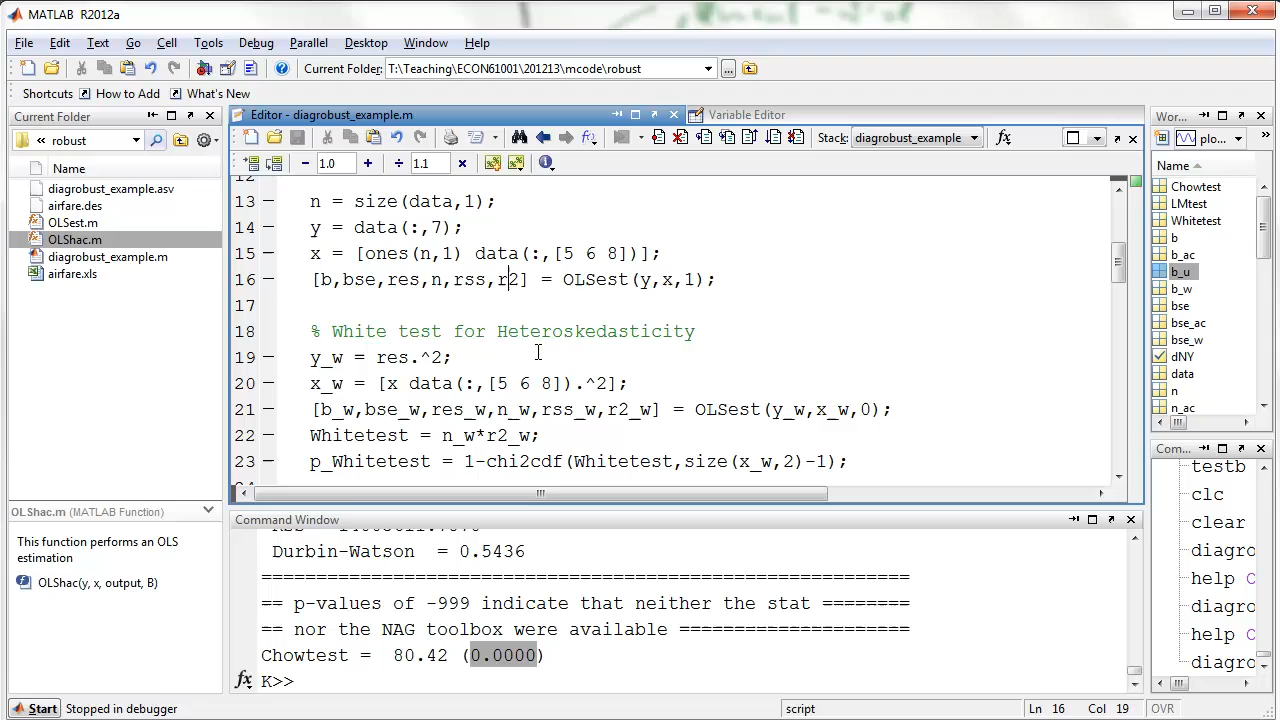 MATLAB R2012a
File Edit Text Go Cell Tools Debug Parallel Desktop Window Help
Current Folder: T:\Teaching\ECON61001\201213\mcode\robust
Shortcuts How to Add What's New
Current Folder
« robust
Name
diagrobust_example.asv
airfare.des
OLSest.m
OLShac.m
diagrobust_example.m
airfare.xls
OLShac.m (MATLAB Function)
This function performs an OLS
estimation
OLShac(y, x, output, B)
Editor - diagrobust_example.m
Variable Editor
Stack: diagrobust_example
− 1.0 + ÷ 1.1 ×
13 − n = size(data,1);
14 − y = data(:,7);
15 − x = [ones(n,1) data(:,[5 6 8])];
16 − [b,bse,res,n,rss,r2] = OLSest(y,x,1);
17
18 % White test for Heteroskedasticity
19 − y_w = res.^2;
20 − x_w = [x data(:,[5 6 8]).^2];
21 − [b_w,bse_w,res_w,n_w,rss_w,r2_w] = OLSest(y_w,x_w,0);
22 − Whitetest = n_w*r2_w;
23 − p_Whitetest = 1-chi2cdf(Whitetest,size(x_w,2)-1);
Command Window
Durbin-Watson = 0.5436
===========================================================
== p-values of -999 indicate that neither the stat ========
== nor the NAG toolbox were available =====================
Chowtest = 80.42 (0.0000)
fx K>>
Wor...
plo...
Name
Chowtest
LMtest
Whitetest
b
b_ac
b_u
b_w
bse
bse_ac
bse_w
dNY
data
n
n_ac
Com...
testb
clc
clear
diagro
help O
diagro
help O
diagro
Start Stopped in debugger
script
Ln 16 Col 19 OVR